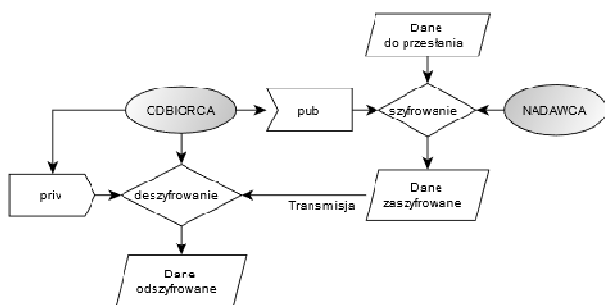 Dane
do przesłania
ODBIORCA
pub
szyfrowanie
NADAWCA
priv
deszyfrowanie
Transmisja
Dane
zaszyfrowane
Dane
odszyfrowane